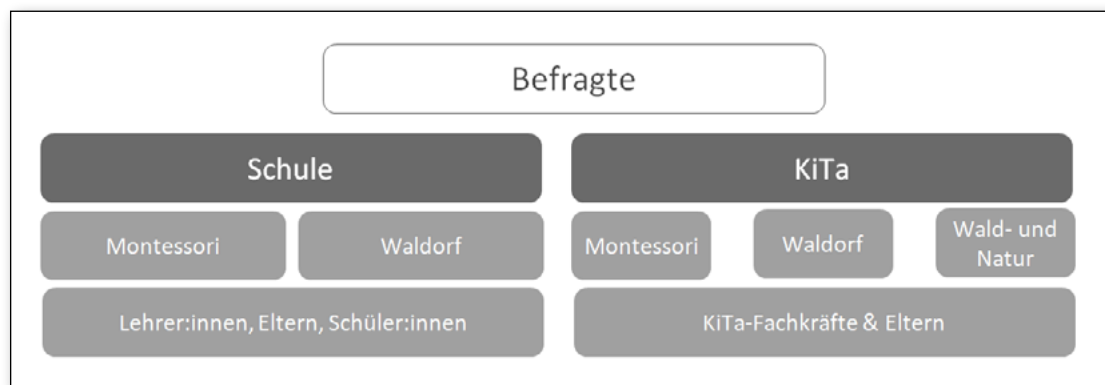 Befragte
Schule
KiTa
Montessori
Waldorf
Montessori
Waldorf
Wald- und
Natur
Lehrer:innen, Eltern, Schüler:innen
KiTa-Fachkräfte & Eltern